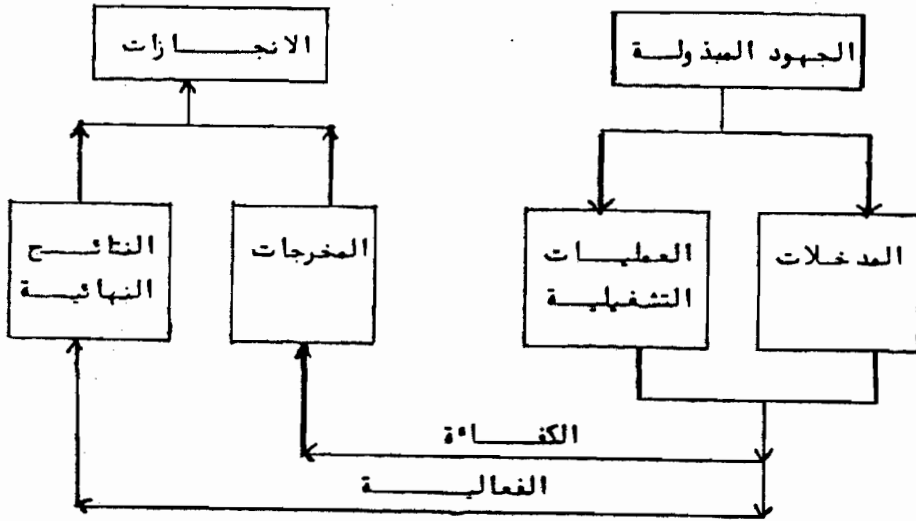 الجهود المبذولة
الانجازات
المدخلات
العمليات
التشغيلية
المخرجات
النتائج
النهائية
الكفاءة
الفعالية